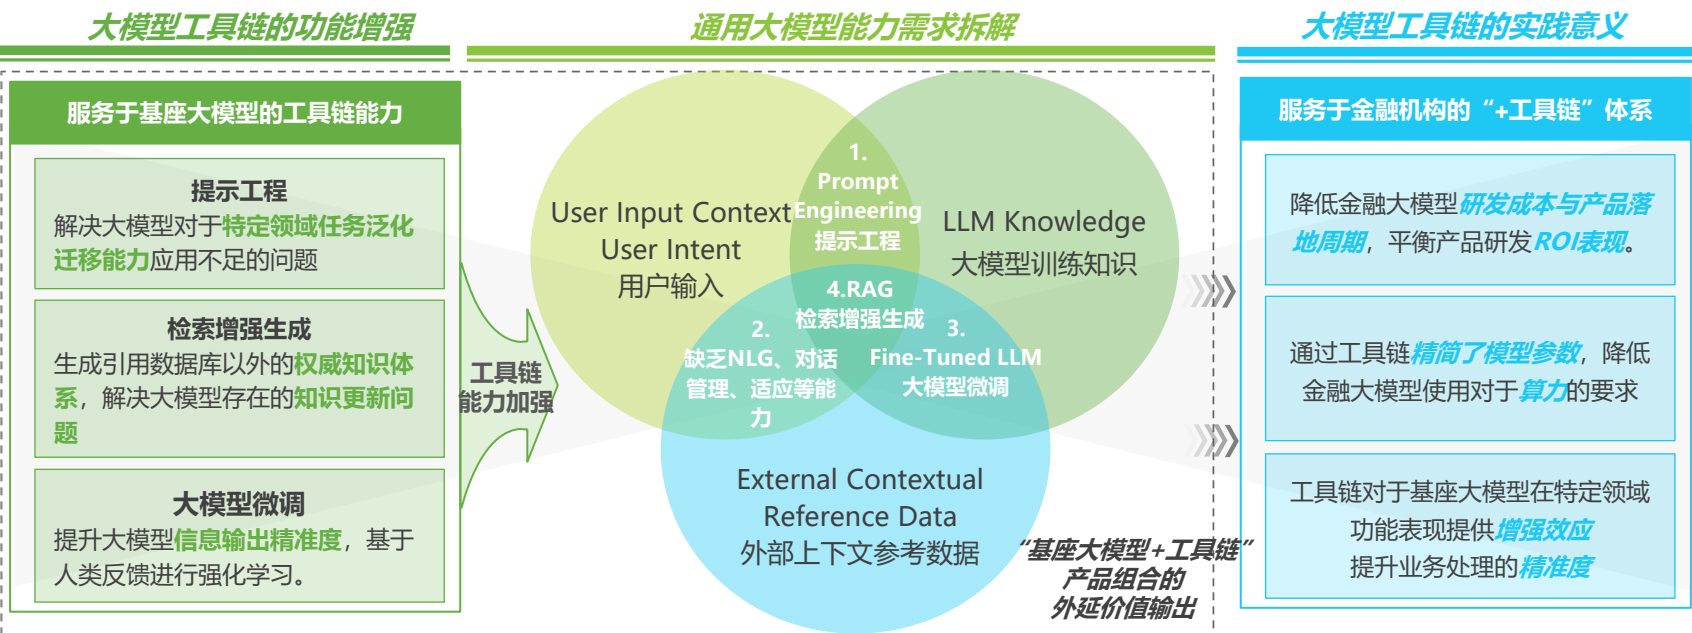 大模型工具链的功能增强
通用大模型能力需求拆解
大模型工具链的实践意义
服务于基座大模型的工具链能力
提示工程
解决大模型对于特定领域任务泛化
迁移能力应用不足的问题
检索增强生成
生成引用数据库以外的权威知识体
系，解决大模型存在的知识更新问
题
大模型微调
提升大模型信息输出精准度，基于
人类反馈进行强化学习。
工具链
能力加强
User Input Context
User Intent
用户输入
1.
Prompt
Engineering
提示工程
LLM Knowledge
大模型训练知识
4.RAG
检索增强生成
2.
缺乏NLG、对话
管理、适应等能
力
3.
Fine-Tuned LLM
大模型微调
External Contextual
Reference Data
外部上下文参考数据
“基座大模型+工具链”
产品组合的
外延价值输出
服务于金融机构的“+工具链”体系
降低金融大模型研发成本与产品落
地周期，平衡产品研发ROI表现。
通过工具链精简了模型参数，降低
金融大模型使用对于算力的要求
工具链对于基座大模型在特定领域
功能表现提供增强效应
提升业务处理的精准度